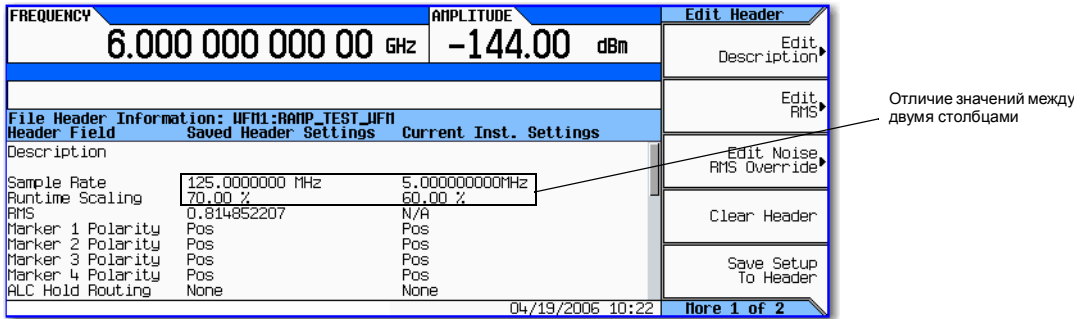 FREQUENCY
6.000 000 000 00 GHz
AMPLITUDE
-144.00 dBm
File Header Information: WFM1:RAMP_TEST_WFM
Header Field Saved Header Settings Current Inst. Settings
Description
Sample Rate 125.0000000 MHz 5.000000000MHz
Runtime Scaling 70.00 % 60.00 %
RMS 0.814852207 N/A
Marker 1 Polarity Pos Pos
Marker 2 Polarity Pos Pos
Marker 3 Polarity Pos Pos
Marker 4 Polarity Pos Pos
ALC Hold Routing None None
04/19/2006 10:22
Edit Header
Edit
Description
Edit
RMS
Edit Noise
RMS Override
Clear Header
Save Setup
To Header
More 1 of 2
Отличие значений между
двумя столбцами